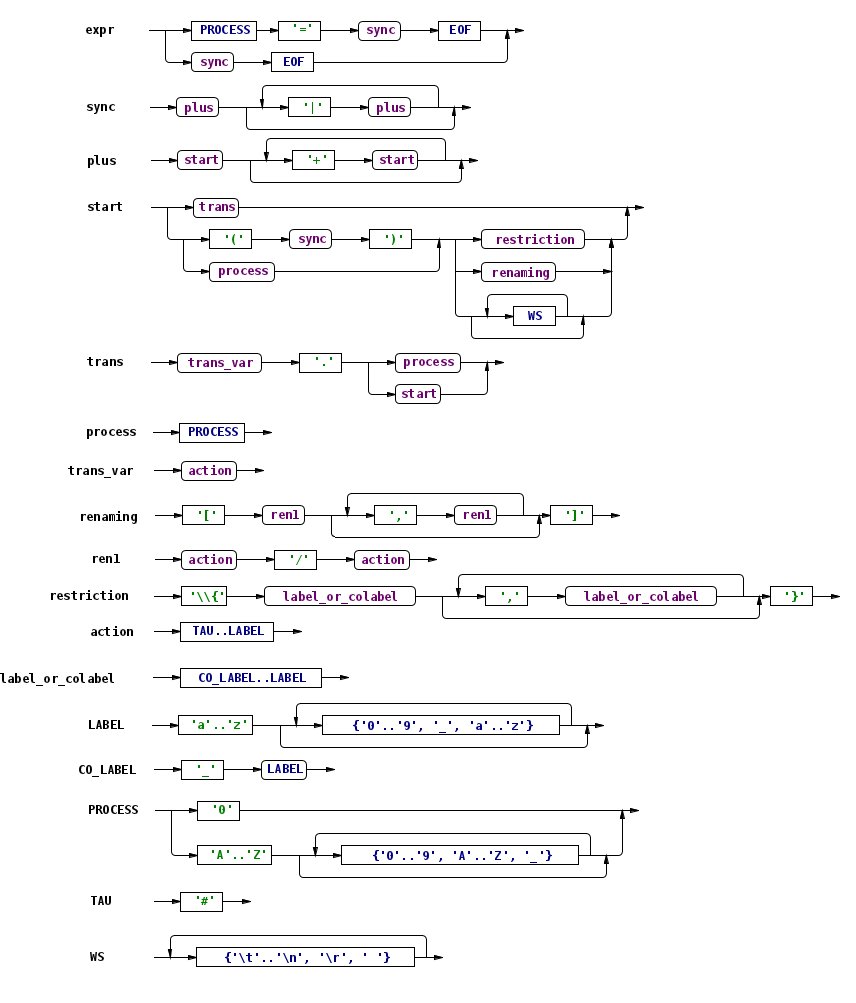 expr PROCESS '=' sync EOF
sync EOF
sync plus '|' plus
plus start '+' start
start trans
'(' sync ')' restriction
process renaming
WS
trans trans_var '.' process
start
process PROCESS
trans_var action
renaming '[' ren1 ',' ren1 ']'
ren1 action '/' action
restriction '\\{' label_or_colabel ',' label_or_colabel '}'
action TAU..LABEL
label_or_colabel CO_LABEL..LABEL
LABEL 'a'..'z' {'0'..'9', '_', 'a'..'z'}
CO_LABEL '_' LABEL
PROCESS '0'
'A'..'Z' {'0'..'9', 'A'..'Z', '_'}
TAU '#'
WS {'\t'..'\n', '\r', ' '}